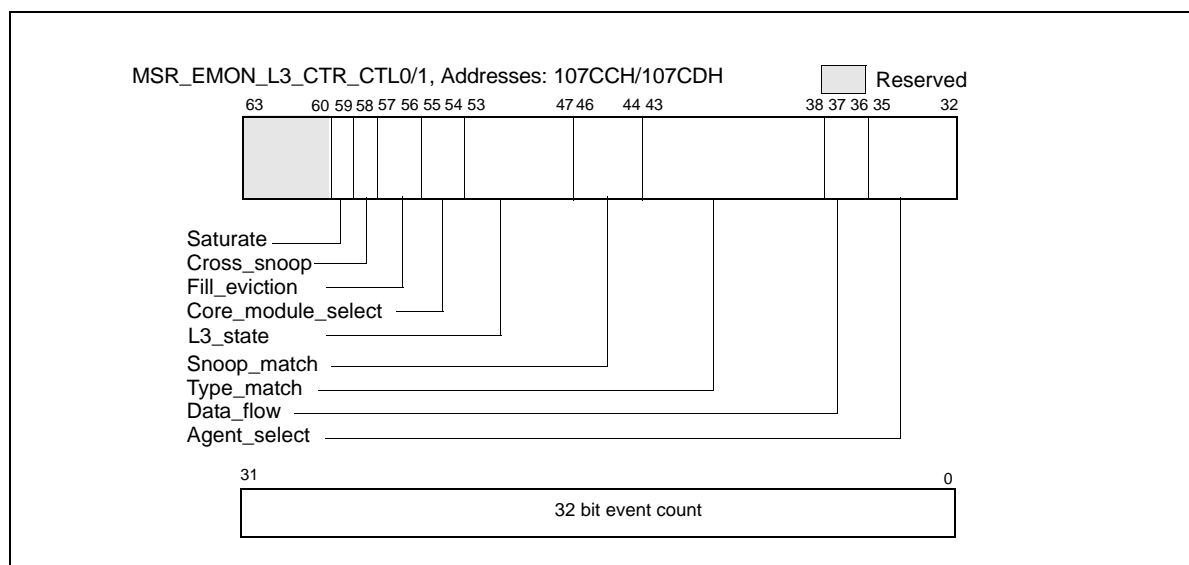 MSR_EMON_L3_CTR_CTL0/1, Addresses: 107CCH/107CDH
Reserved
63 60 59 58 57 56 55 54 53 47 46 44 43 38 37 36 35 32
Saturate
Cross_snoop
Fill_eviction
Core_module_select
L3_state
Snoop_match
Type_match
Data_flow
Agent_select
31 0
32 bit event count